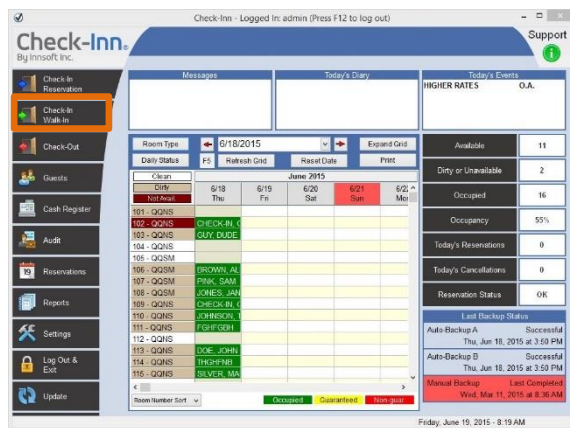 Check-Inn - Logged In: admin (Press F12 to log out)
Check-Inn.
By Innsoft Inc.
Support
Check-In
Reservation
Check-In
Walk-In
Check-Out
Guests
Cash Register
Audit
Reservations
Reports
Settings
Log Out &
Exit
Update
Messages
Today's Diary
Today's Events
HIGHER RATES O.A.
Room Type 6/18/2015 Expand Grid
Daily Status F5 Refresh Grid Reset Date Print
Clean June 2015
Dirty 6/18 6/19 6/20 6/21 6/22
Not Avail. Thu Fri Sat Sun Mon
101 - QQNS
102 - QQNS CHECK-IN,
103 - QQNS GUY, DUDE
104 - QQNS
105 - QQSM
106 - QQSM BROWN, AL
107 - QQSM PINK, SAM
108 - QQSM JONES, JAN
109 - QQNS CHECK-IN,
110 - QQNS JOHNSON,
111 - QQNS FGHFGBH
112 - QQNS
113 - QQNS DOE, JOHN
114 - QQNS THGHFNB
115 - QQNS SILVER, MA
Room Number Sort Occupied Guaranteed Non-guar
Available 11
Dirty or Unavailable 2
Occupied 16
Occupancy 55%
Today's Reservations 0
Today's Cancellations 0
Reservation Status OK
Last Backup Status
Auto-Backup A Successful
Thu, Jun 18, 2015 at 3:50 PM
Auto-Backup B Successful
Thu, Jun 18, 2015 at 3:50 PM
Manual Backup Last Completed
Wed, Mar 11, 2015 at 8:36 AM
Friday, June 19, 2015 - 8:19 AM